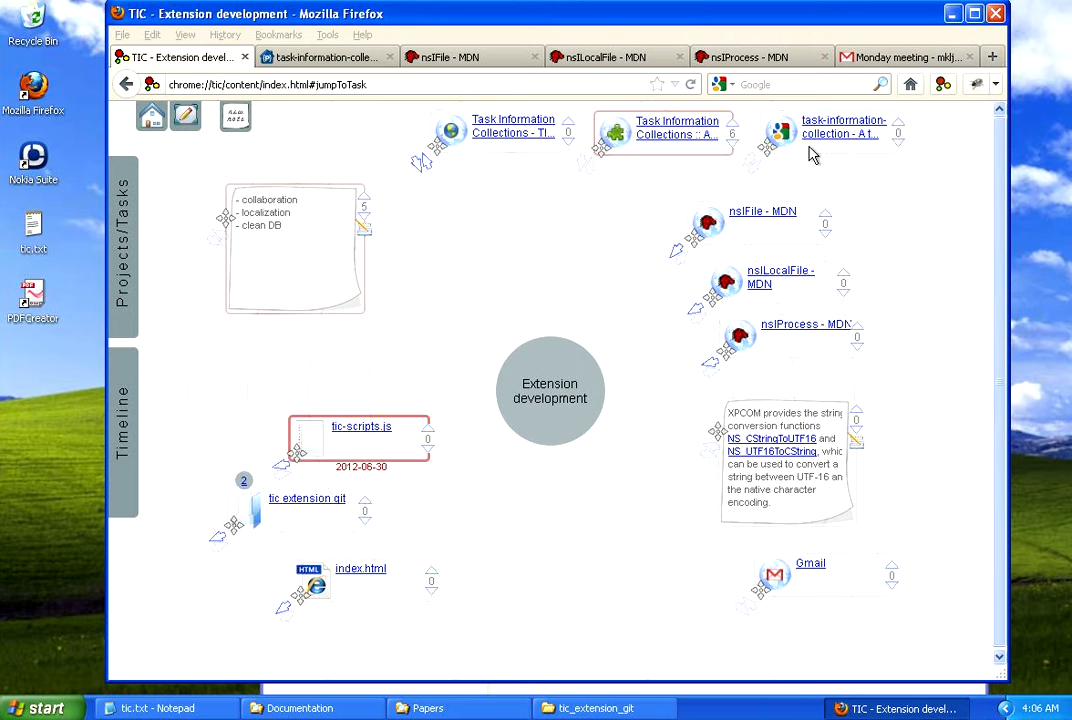 Recycle Bin
Mozilla Firefox
Nokia Suite
tic.txt
PDFCreator
TIC - Extension development - Mozilla Firefox
File Edit View History Bookmarks Tools Help
TIC - Extension devel...
task-information-colle...
nsIFile - MDN
nsILocalFile - MDN
nsIProcess - MDN
Monday meeting - mklj...
chrome://tic/content/index.html#jumpToTask
Google
new
note
Projects/Tasks
Timeline
Task Information
Collections - TI...
0
Task Information
Collections :: A...
6
task-information-
collection - A t...
0
- collaboration
- localization
- clean DB
5
nsIFile - MDN
0
nsILocalFile -
MDN
0
nsIProcess - MDN
0
Extension
development
tic-scripts.js
0
2012-06-30
2
tic extension git
0
HTML
index.html
0
XPCOM provides the string
conversion functions
NS_CStringToUTF16 and
NS_UTF16ToCString, whic
can be used to convert a
string between UTF-16 an
the native character
encoding.
0
Gmail
0
start
tic.txt - Notepad
Documentation
Papers
tic_extension_git
TIC - Extension devel...
4:06 AM